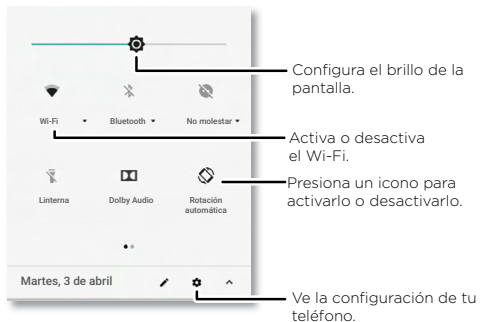 Configura el brillo de la
pantalla.
Wi-Fi
Bluetooth
No molestar
Activa o desactiva
el Wi-Fi.
Presiona un icono para
activarlo o desactivarlo.
Linterna
Dolby Audio
Rotación
automática
Martes, 3 de abril
Ve la configuración de tu
teléfono.